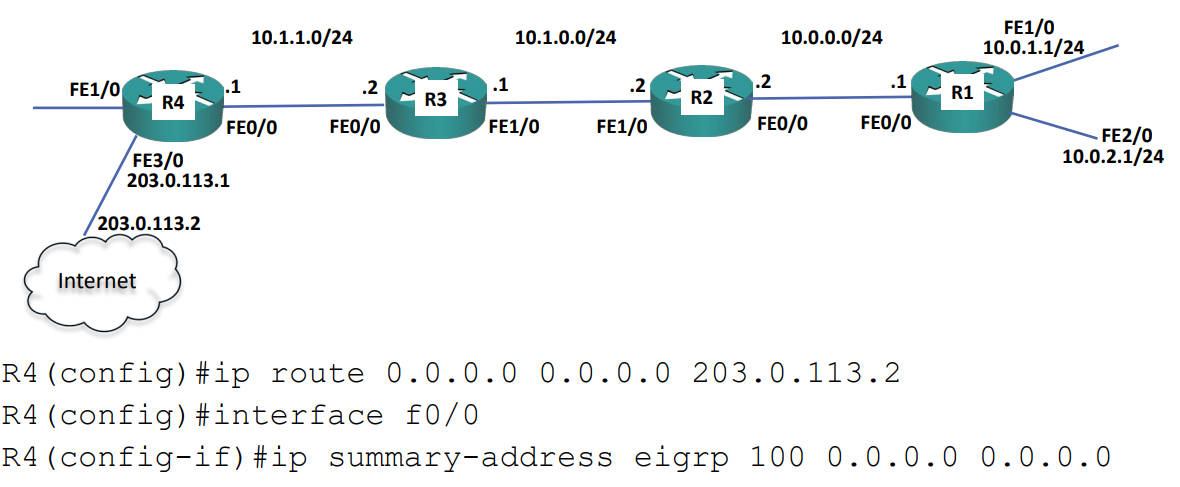 10.1.1.0/24
10.1.0.0/24
10.0.0.0/24
FE1/0
10.0.1.1/24
FE1/0
R4
.1
.2
R3
.1
.2
R2
.2
.1
R1
FE0/0
FE0/0
FE1/0
FE1/0
FE0/0
FE0/0
FE2/0
10.0.2.1/24
FE3/0
203.0.113.1
203.0.113.2
Internet
R4(config)#ip route 0.0.0.0 0.0.0.0 203.0.113.2
R4(config)#interface f0/0
R4(config-if)#ip summary-address eigrp 100 0.0.0.0 0.0.0.0